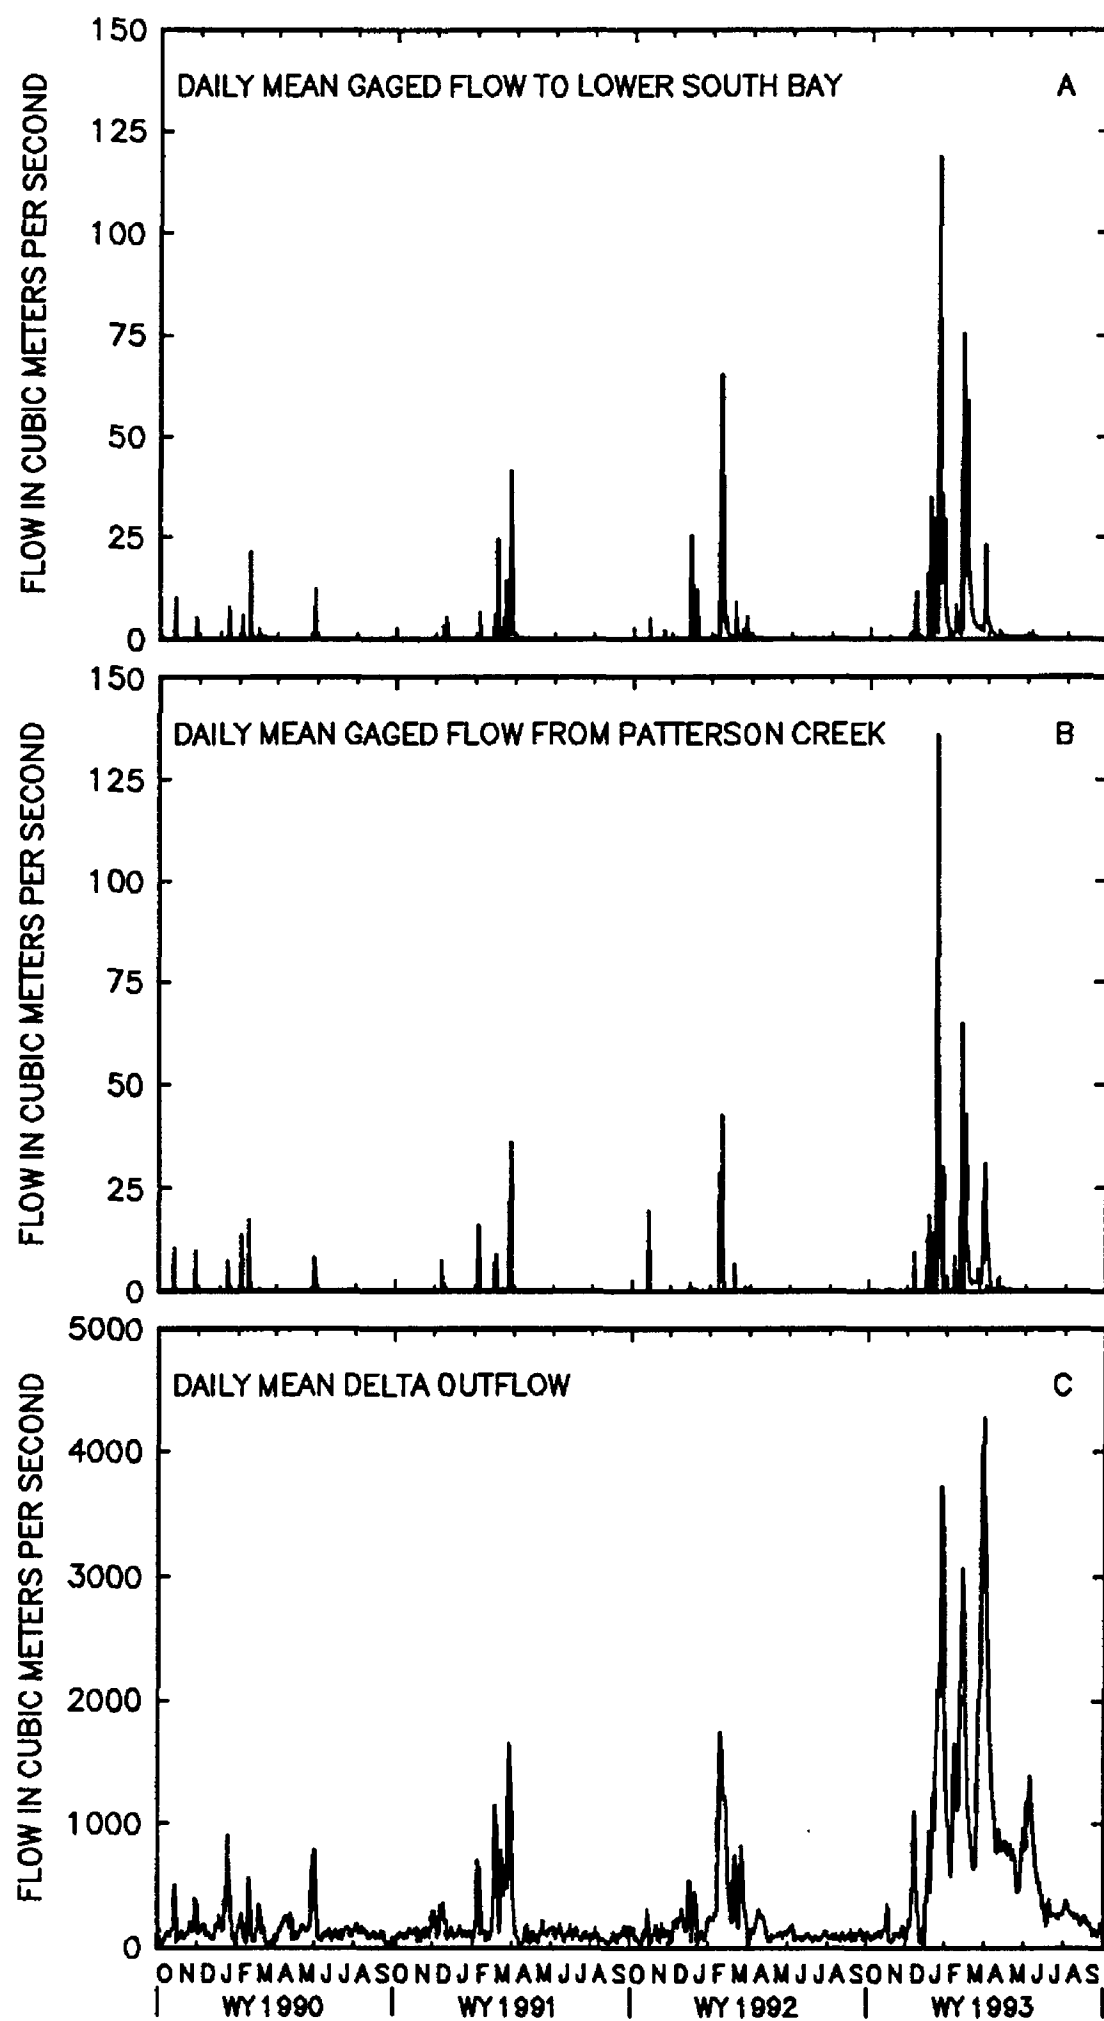 DAILY MEAN GAGED FLOW TO LOWER SOUTH BAY A
FLOW IN CUBIC METERS PER SECOND
150
125
100
75
50
25
0
DAILY MEAN GAGED FLOW FROM PATTERSON CREEK B
FLOW IN CUBIC METERS PER SECOND
150
125
100
75
50
25
0
DAILY MEAN DELTA OUTFLOW C
FLOW IN CUBIC METERS PER SECOND
5000
4000
3000
2000
1000
0
O N D J F M A M J J A S O N D J F M A M J J A S O N D J F M A M J J A S O N D J F M A M J J A S
WY 1990 WY 1991 WY 1992 WY 1993